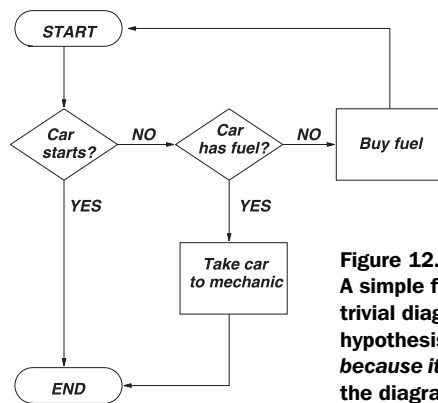 START
Car
starts?
NO
Car
has fuel?
NO
Buy fuel
YES
YES
Take car
to mechanic
END
Figure 12.
A simple f
trivial diag
hypothesis
because it
the diagra